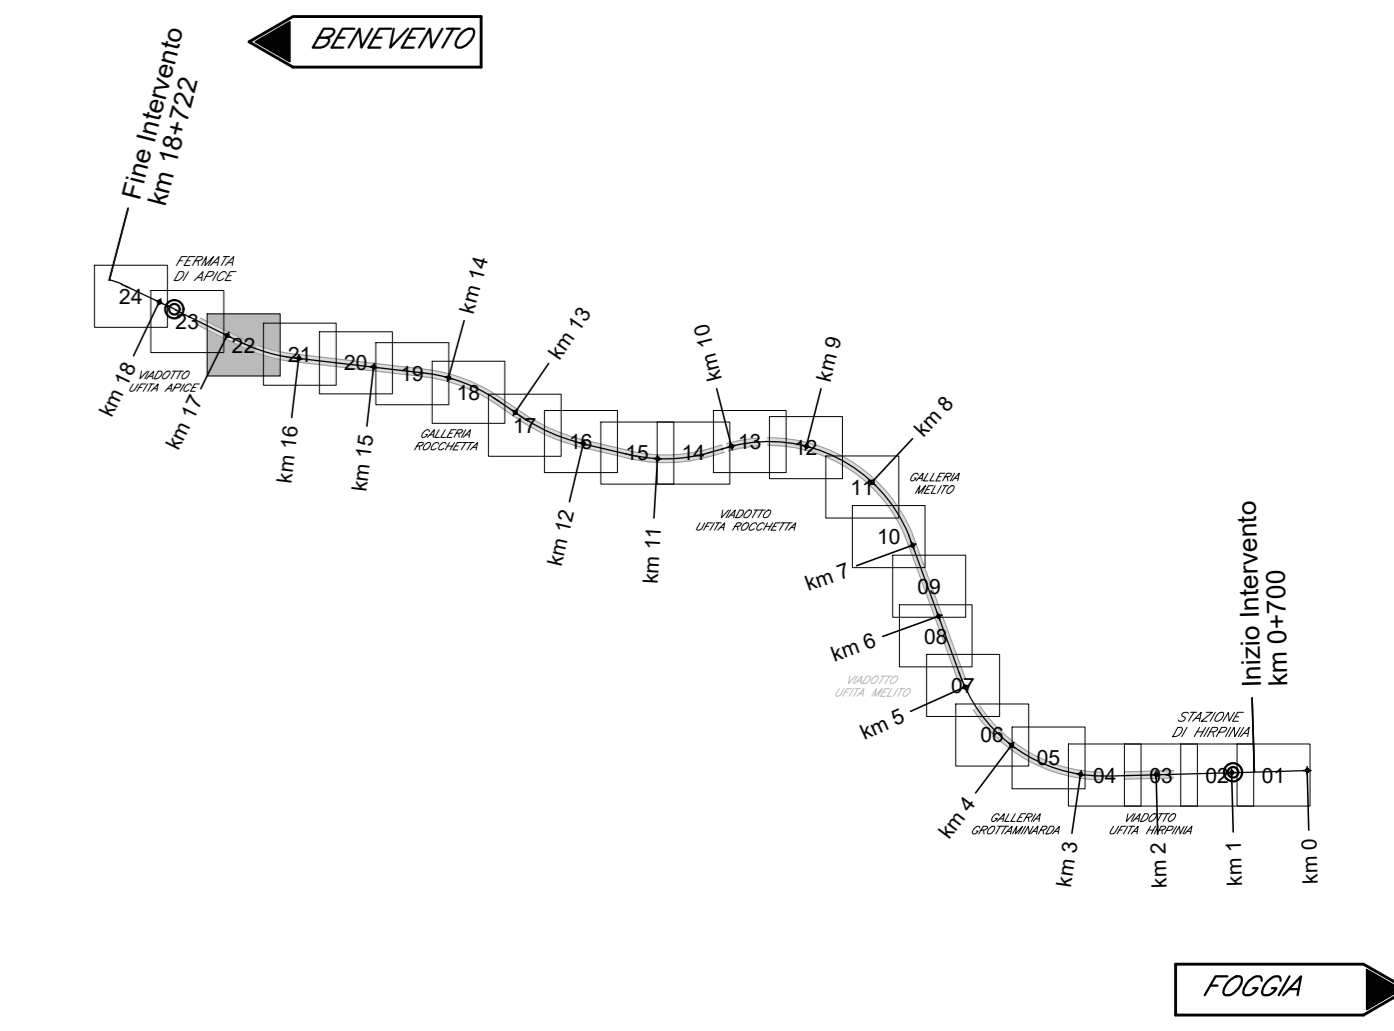 BENEVENTO
Fine Intervento
km 18+722
FERMATA
DI APICE
24
23
22
21
20
19
18
17
16
15
14
13
12
11
10
09
08
07
06
05
04
03
02
01
km 18
VIADOTTO
UFITA APICE
km 17
km 16
km 15
km 14
GALLERIA
ROCCHETTA
km 13
km 12
km 11
km 10
VIADOTTO
UFITA ROCCHETTA
km 9
km 8
GALLERIA
MELITO
km 7
km 6
VIADOTTO
UFITA MELITO
km 5
km 4
GALLERIA
GROTTAMINARDA
km 3
VIADOTTO
UFITA HIRPINIA
km 2
STAZIONE
DI HIRPINIA
km 1
Inizio Intervento
km 0+700
km 0
FOGGIA